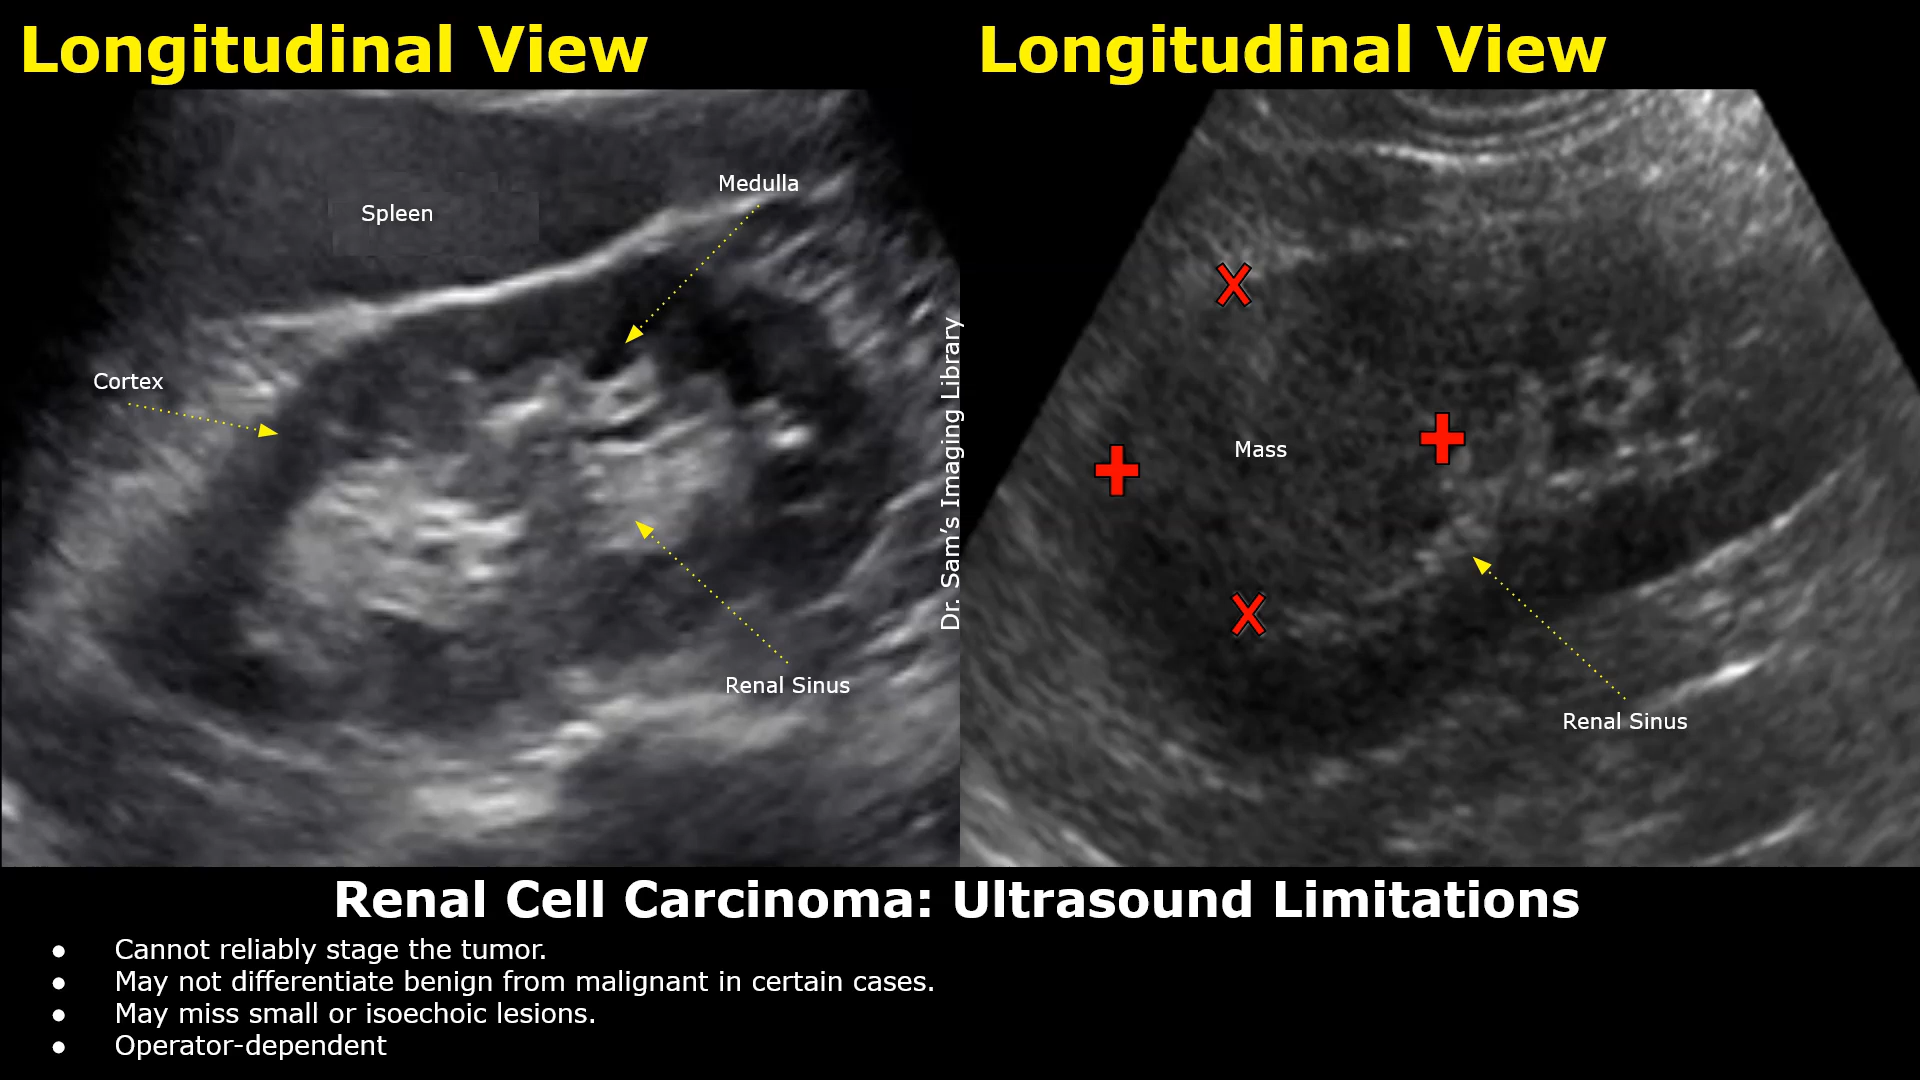 Longitudinal View
Longitudinal View
Spleen
Medulla
Cortex
Renal Sinus
Dr. Sam’s Imaging Library
Mass
Renal Sinus
Renal Cell Carcinoma: Ultrasound Limitations
● Cannot reliably stage the tumor.
● May not differentiate benign from malignant in certain cases.
● May miss small or isoechoic lesions.
● Operator-dependent